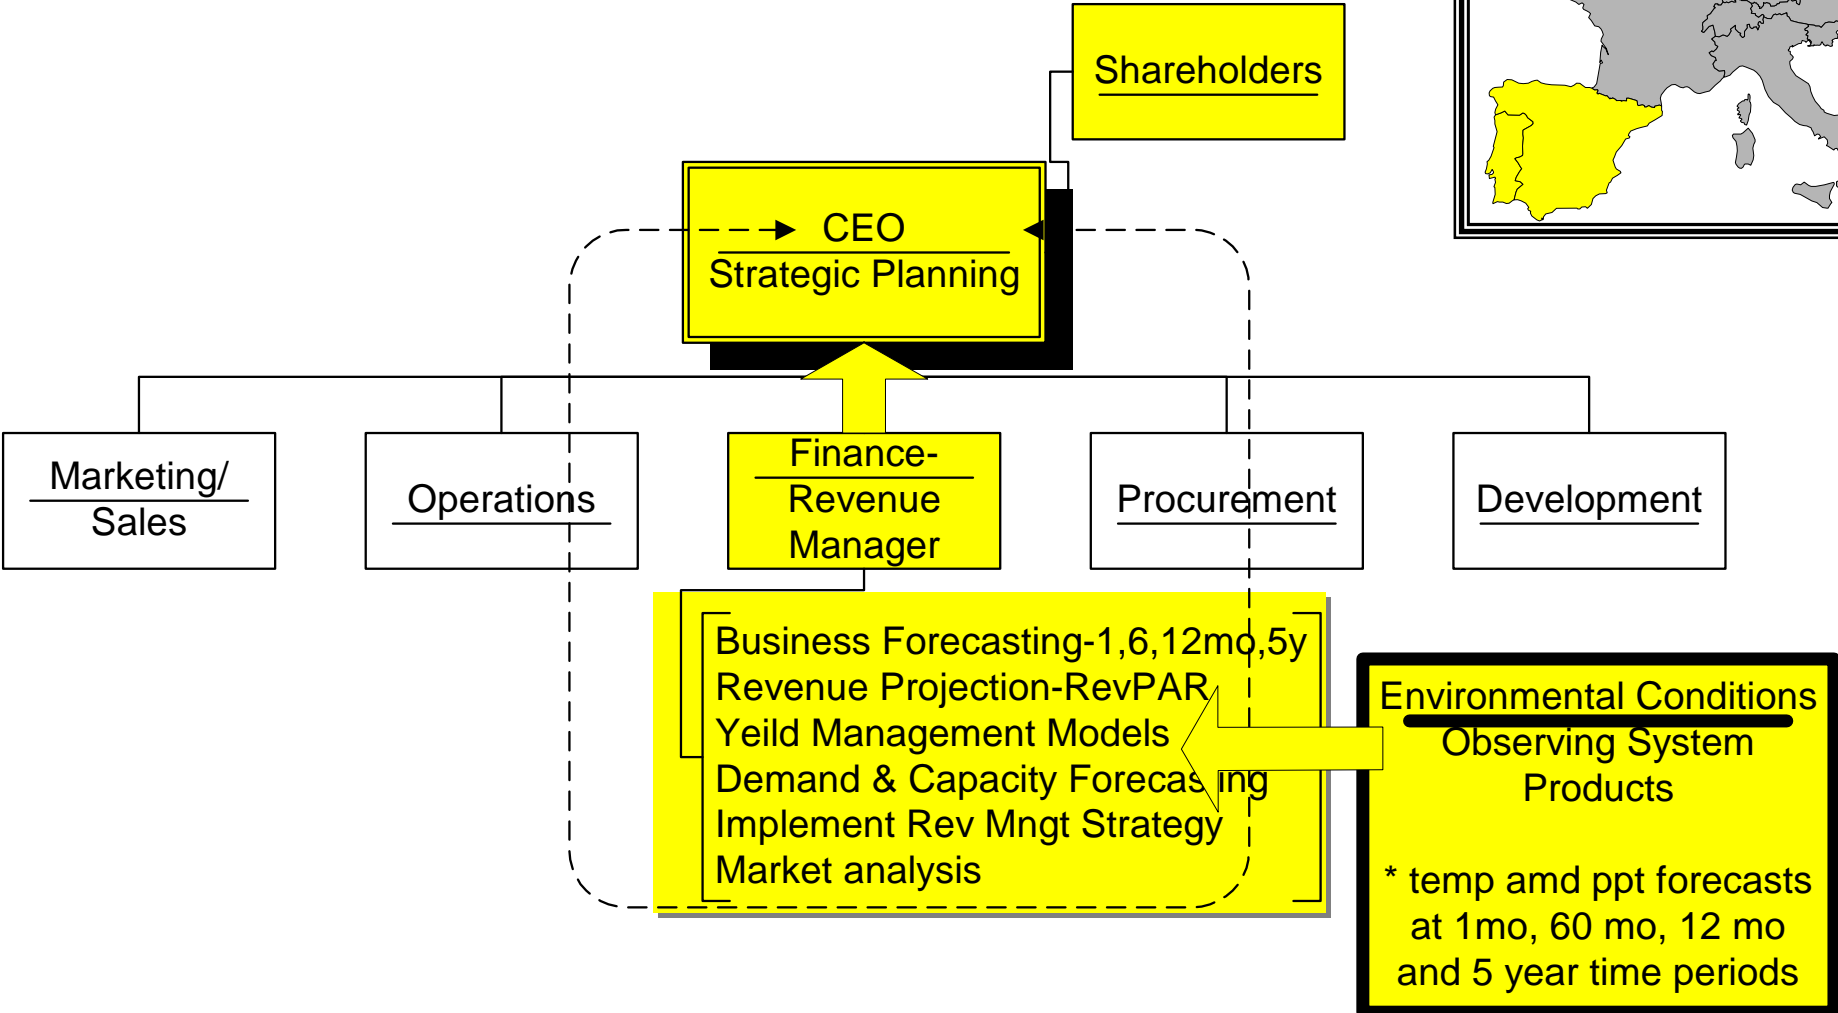 Shareholders
CEO
Strategic Planning
Marketing/
Sales
Operations
Finance-
Revenue
Manager
Procurement
Development
Business Forecasting-1,6,12mo,5y
Revenue Projection-RevPAR
Yeild Management Models
Demand & Capacity Forecasting
Implement Rev Mngt Strategy
Market analysis
Environmental Conditions
Observing System
Products
* temp amd ppt forecasts
at 1mo, 60 mo, 12 mo
and 5 year time periods